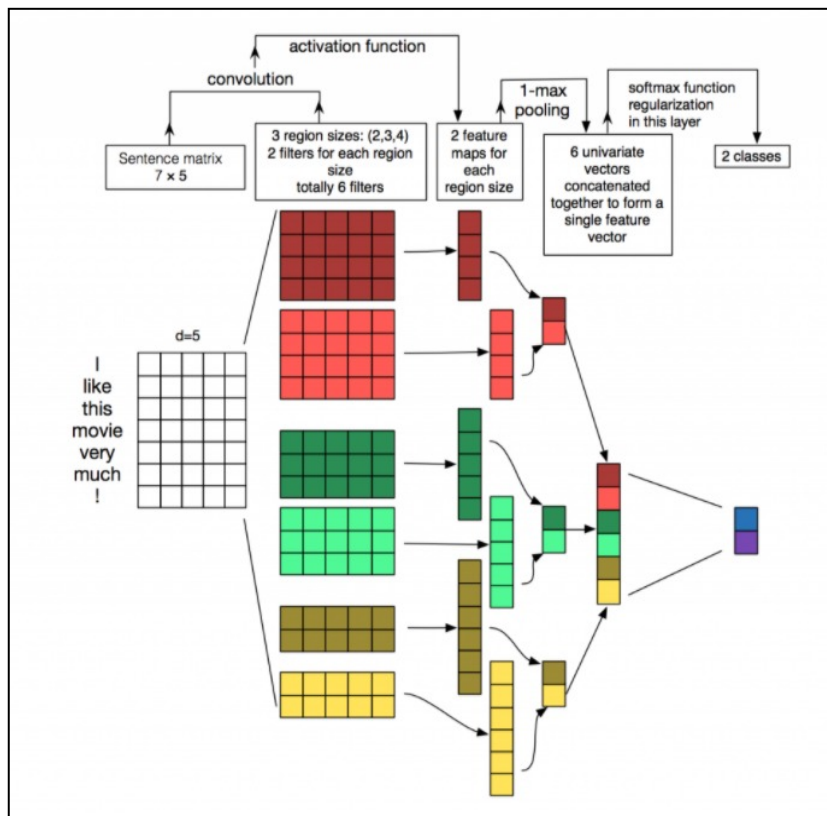 activation function
convolution
1-max
pooling
softmax function
regularization
in this layer
Sentence matrix
7 × 5
3 region sizes: (2,3,4)
2 filters for each region
size
totally 6 filters
2 feature
maps for
each
region size
6 univariate
vectors
concatenated
together to form a
single feature
vector
2 classes
d=5
I
like
this
movie
very
much
!